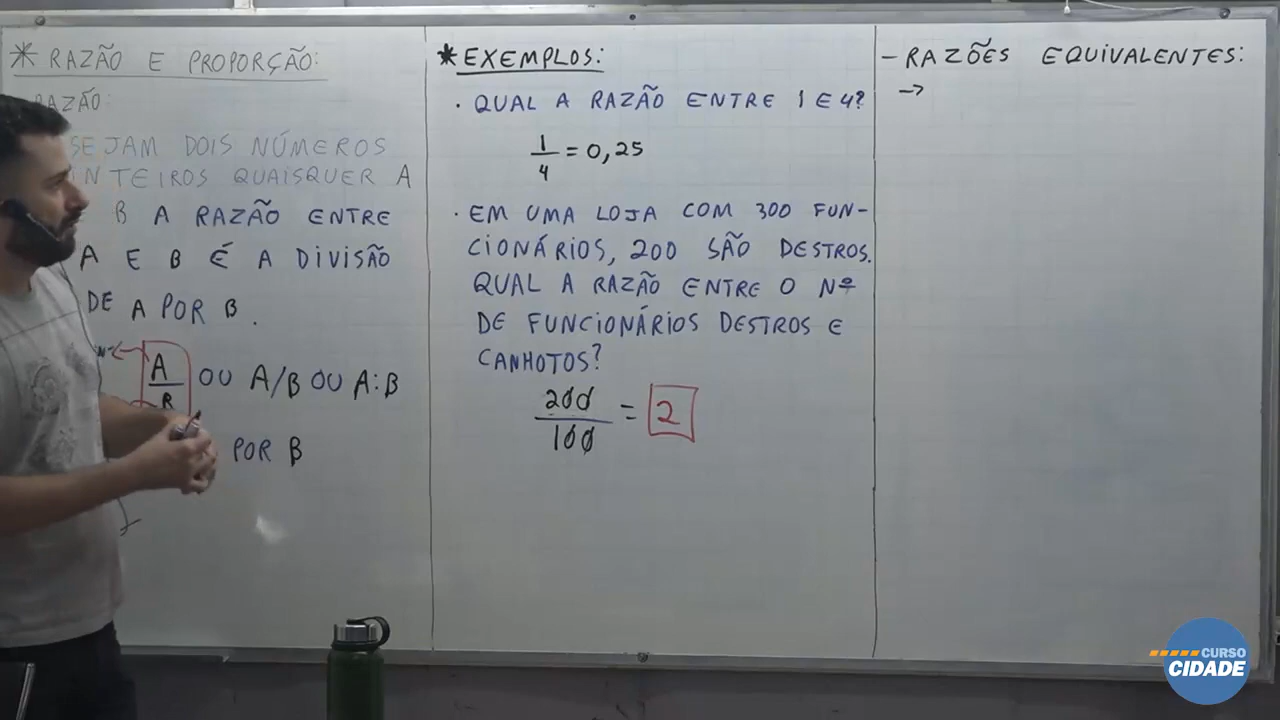 * RAZÃO E PROPORÇÃO:
RAZÃO:
SEJAM DOIS NÚMEROS
INTEIROS QUAISQUER A
B A RAZÃO ENTRE
A E B É A DIVISÃO
DE A POR B.
A
B
OU A/B OU A:B
POR B
* EXEMPLOS:
· QUAL A RAZÃO ENTRE 1 E 4?
1/4 = 0,25
· EM UMA LOJA COM 300 FUN-
CIONÁRIOS, 200 SÃO DESTROS.
QUAL A RAZÃO ENTRE O Nº
DE FUNCIONÁRIOS DESTROS E
CANHOTOS?
200/100 = 2
- RAZÕES EQUIVALENTES:
→
CURSO
CIDADE